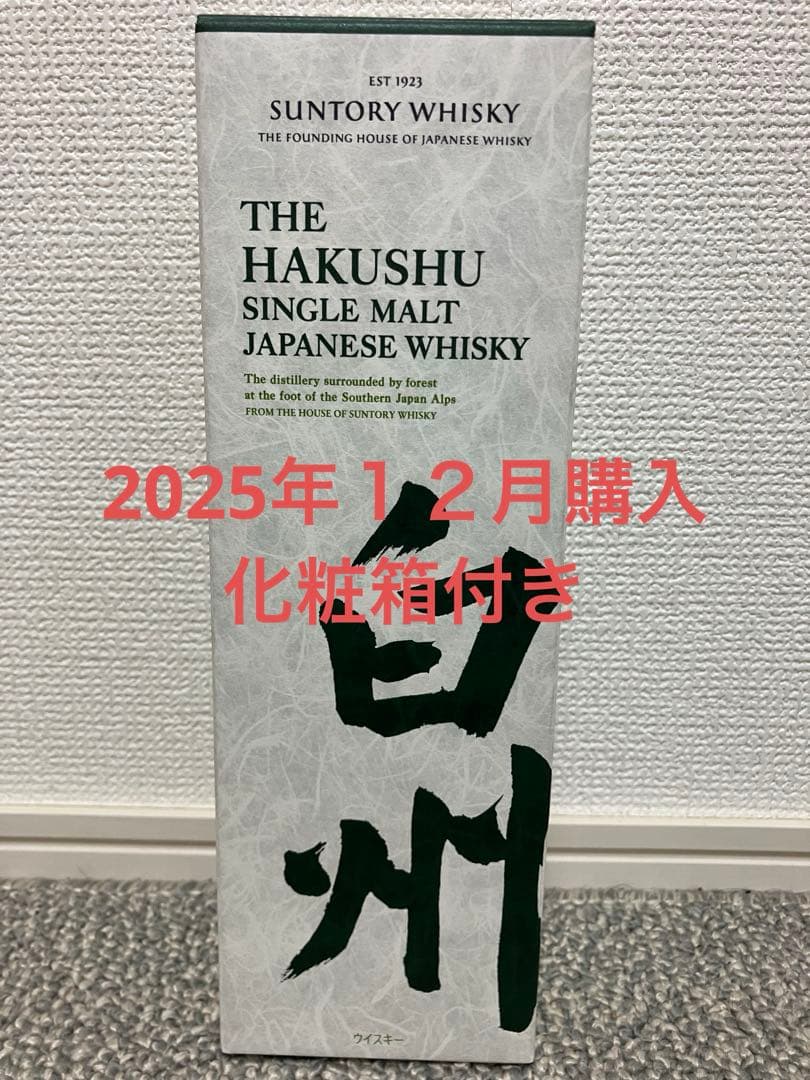 EST 1923
SUNTORY WHISKY
THE FOUNDING HOUSE OF JAPANESE WHISKY
THE
HAKUSHU
SINGLE MALT
JAPANESE WHISKY
The distillery surrounded by forest
at the foot of the Southern Japan Alps
FROM THE HOUSE OF SUNTORY WHISKY
2025年１２月購入
化粧箱付き
白州
ウイスキー